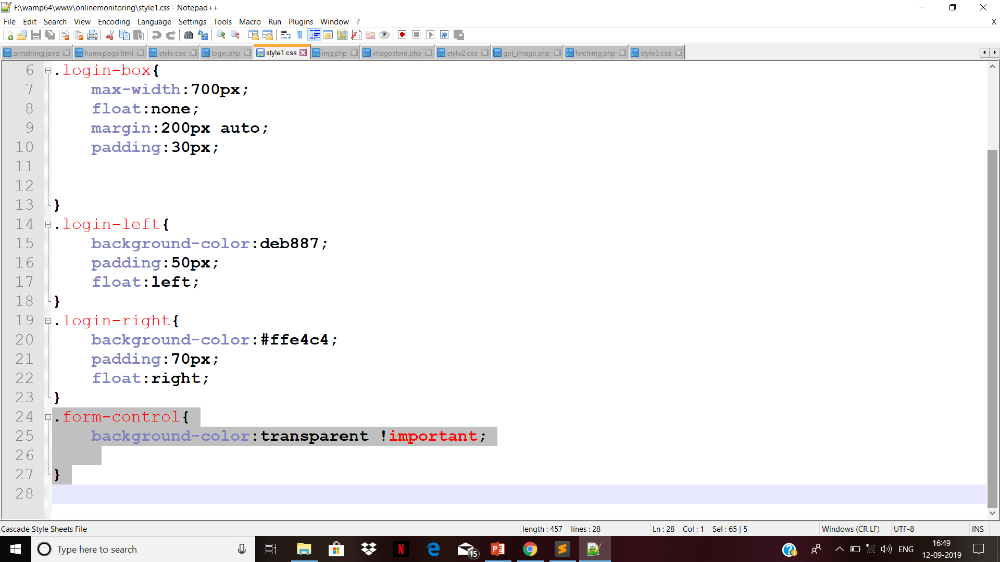 F:\wamp64\www\onlinemonitoring\style1.css - Notepad++
File Edit Search View Encoding Language Settings Tools Macro Run Plugins Window ? X
armstrong.java homepage.html style.css login.php style1.css img.php imagestore.php style2.css get_image.php fetchimg.php style3.css
6 .login-box{
7 max-width:700px;
8 float:none;
9 margin:200px auto;
10 padding:30px;
11
12
13 }
14 .login-left{
15 background-color:deb887;
16 padding:50px;
17 float:left;
18 }
19 .login-right{
20 background-color:#ffe4c4;
21 padding:70px;
22 float:right;
23 }
24 .form-control{
25 background-color:transparent !important;
26
27 }
28
Cascade Style Sheets File length : 457 lines : 28 Ln : 28 Col : 1 Sel : 65 | 5 Windows (CR LF) UTF-8 INS
Type here to search 15 ENG 16:49
12-09-2019